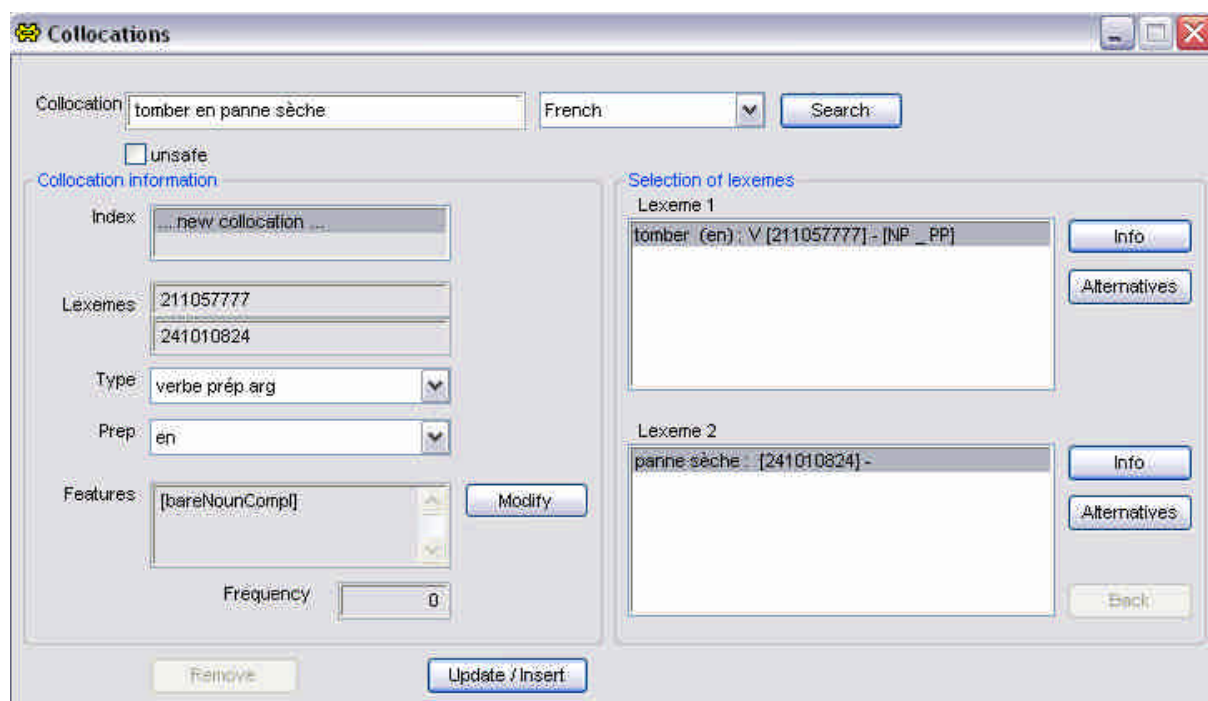 Collocations
Collocation tomber en panne sèche French Search
unsafe
Collocation information
Index ... new collocation ...
Lexemes 211057777
241010824
Type verbe prép arg
Prep en
Features [bareNounCompl] Modify
Frequency 0
Remove Update / Insert
Selection of lexemes
Lexeme 1
tomber (en) : V [211057777] - [NP _ PP] Info
Alternatives
Lexeme 2
panne sèche : [241010824] - Info
Alternatives
Back